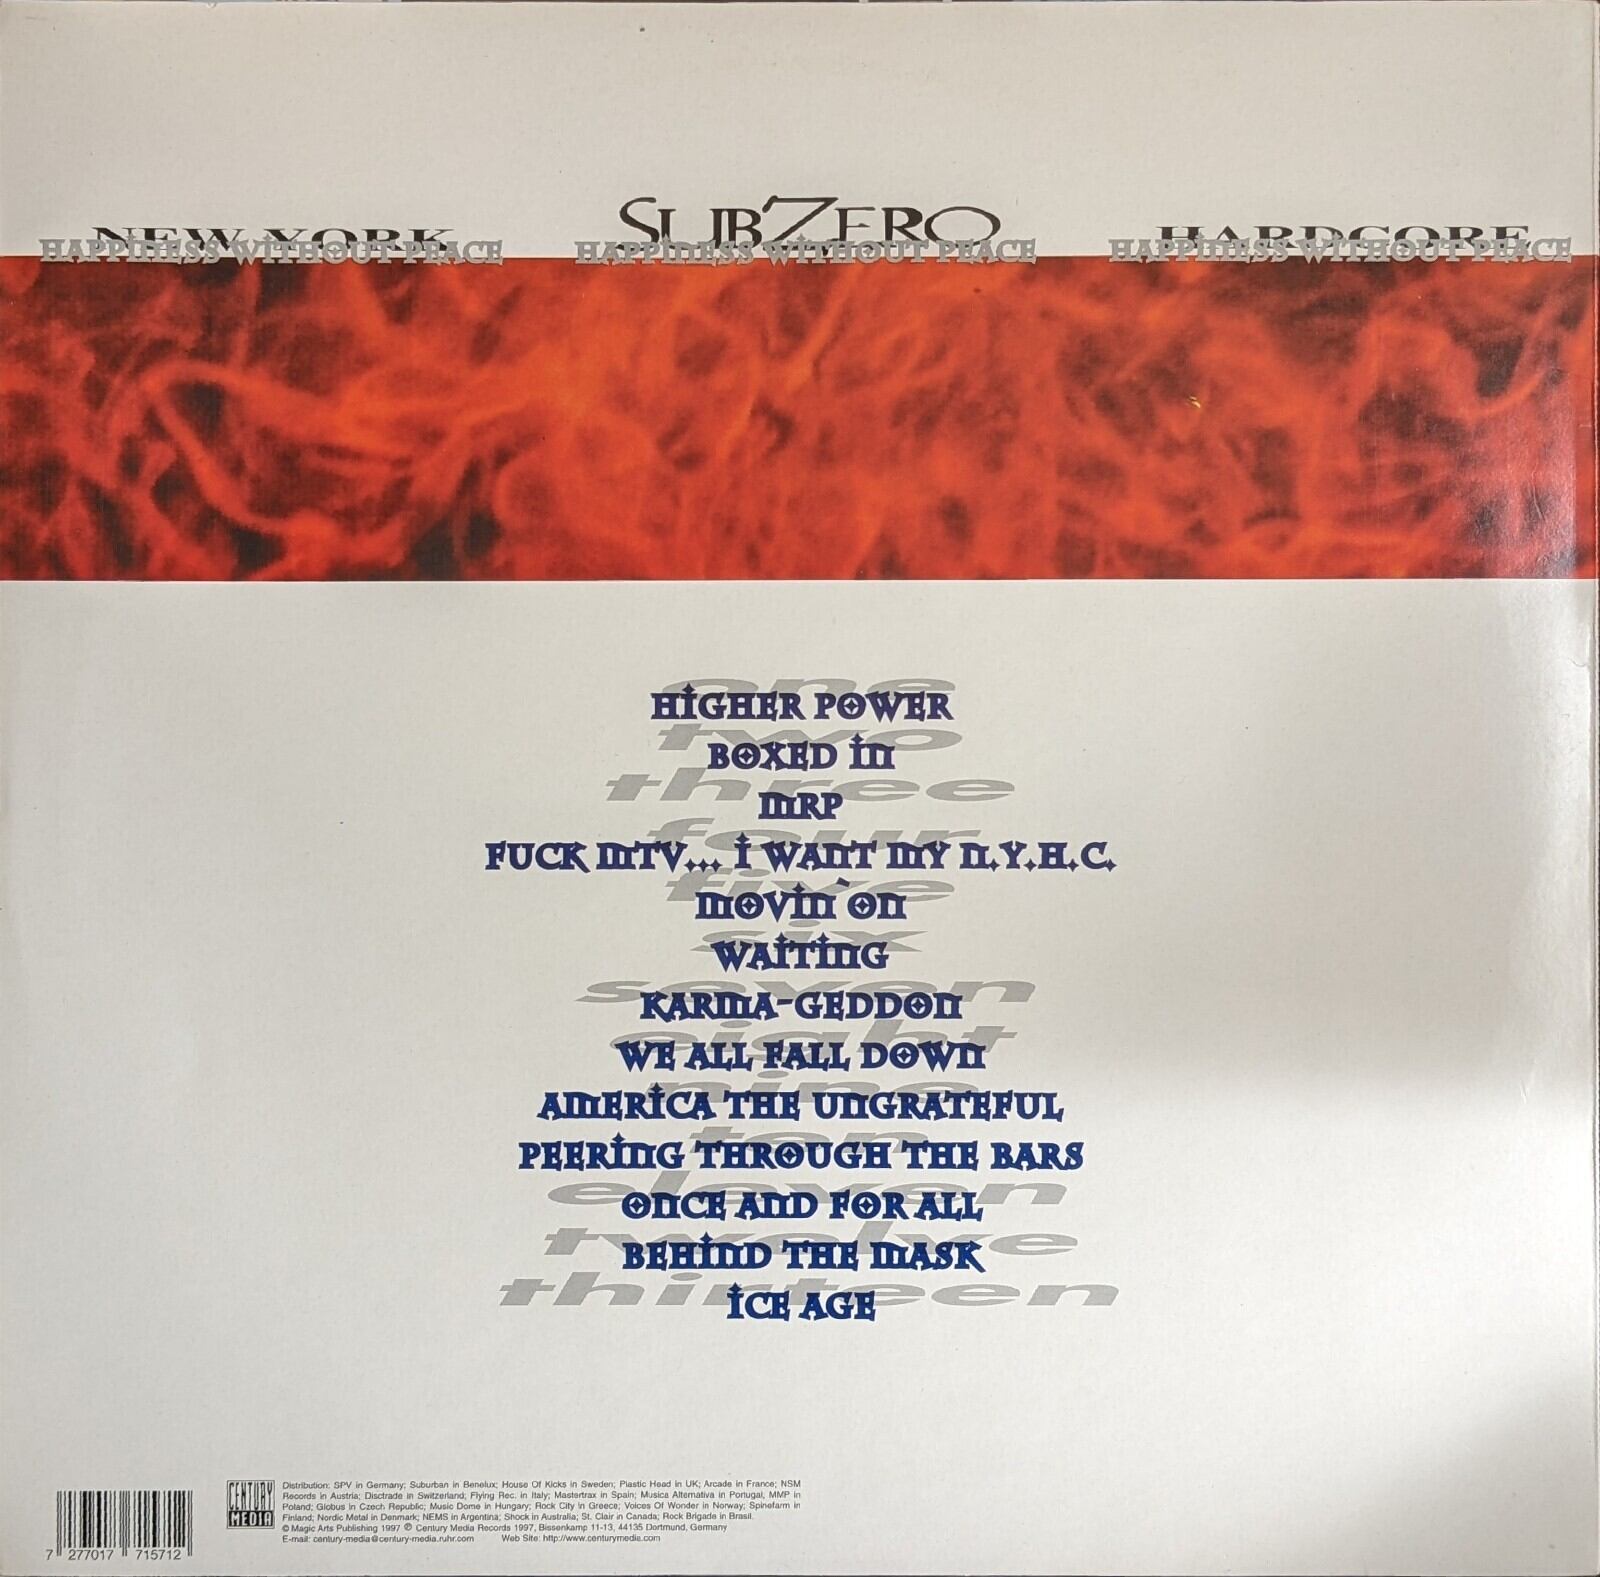 NEW YORK SUBZERO HARDCORE
HAPPINESS WITHOUT PEACE HAPPINESS WITHOUT PEACE HAPPINESS WITHOUT PEACE
one
HIGHER POWER
two
BOXED IN
three
MRP
four
FUCK MTV... I WANT MY N.Y.H.C.
five
MOVIN`ON
six
WAITING
seven
KARMA-GEDDON
eight
WE ALL FALL DOWN
nine
AMERICA THE UNGRATEFUL
ten
PEERING THROUGH THE BARS
eleven
ONCE AND FOR ALL
twelve
BEHIND THE MASK
thirteen
ICE AGE
CENTURY
MEDIA
Distribution: SPV in Germany; Suburban in Benelux; House Of Kicks in Sweden; Plastic Head in UK; Arcade in France; NSM
Records in Austria; Disctrade in Switzerland; Flying Rec. in Italy; Mastertrax in Spain; Musica Alternativa in Portugal, MMP in
Poland; Globus in Czech Republic; Music Dome in Hungary; Rock City in Greece; Voices Of Wonder in Norway; Spinefarm in
Finland; Nordic Metal in Denmark; NEMS in Argentina; Shock in Australia; St. Clair in Canada; Rock Brigade in Brasil.
© Magic Arts Publishing 1997 ℗ Century Media Records 1997, Bissenkamp 11-13, 44135 Dortmund, Germany
E-mail: century-media@century-media.ruhr.com Web Site: http://www.centurymedia.com
7 277017 715712